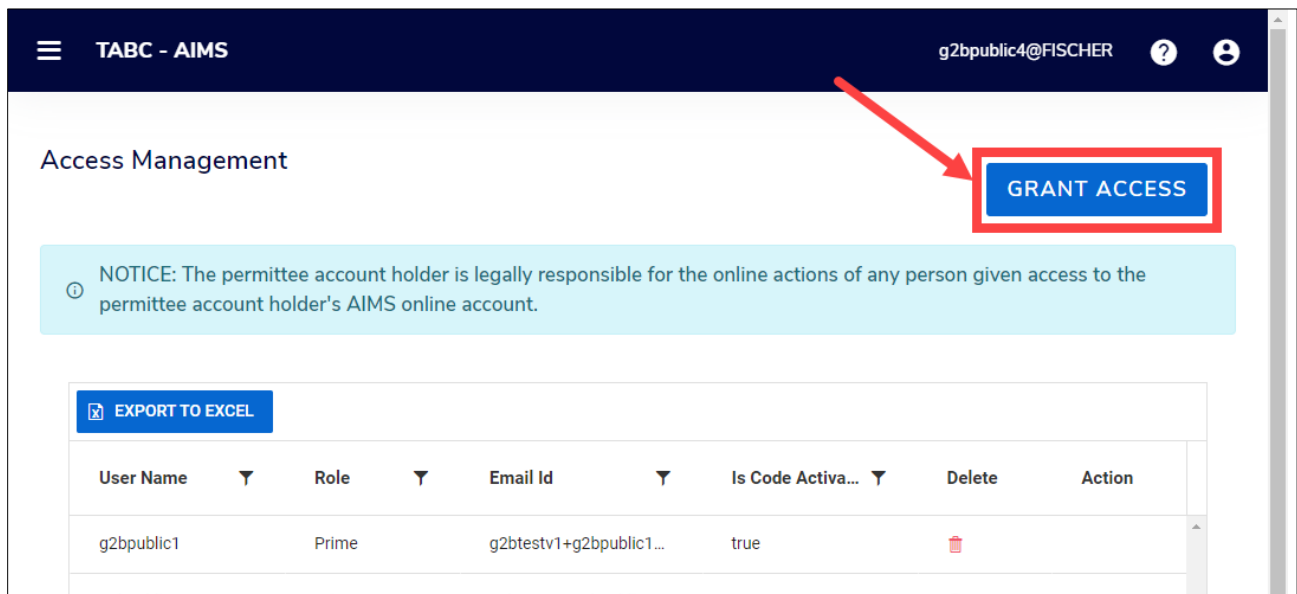 TABC - AIMS
g2bpublic4@FISCHER
Access Management
GRANT ACCESS
NOTICE: The permittee account holder is legally responsible for the online actions of any person given access to the
permittee account holder's AIMS online account.
EXPORT TO EXCEL
User Name Role Email Id Is Code Activa... Delete Action
g2bpublic1 Prime g2btestv1+g2bpublic1... true